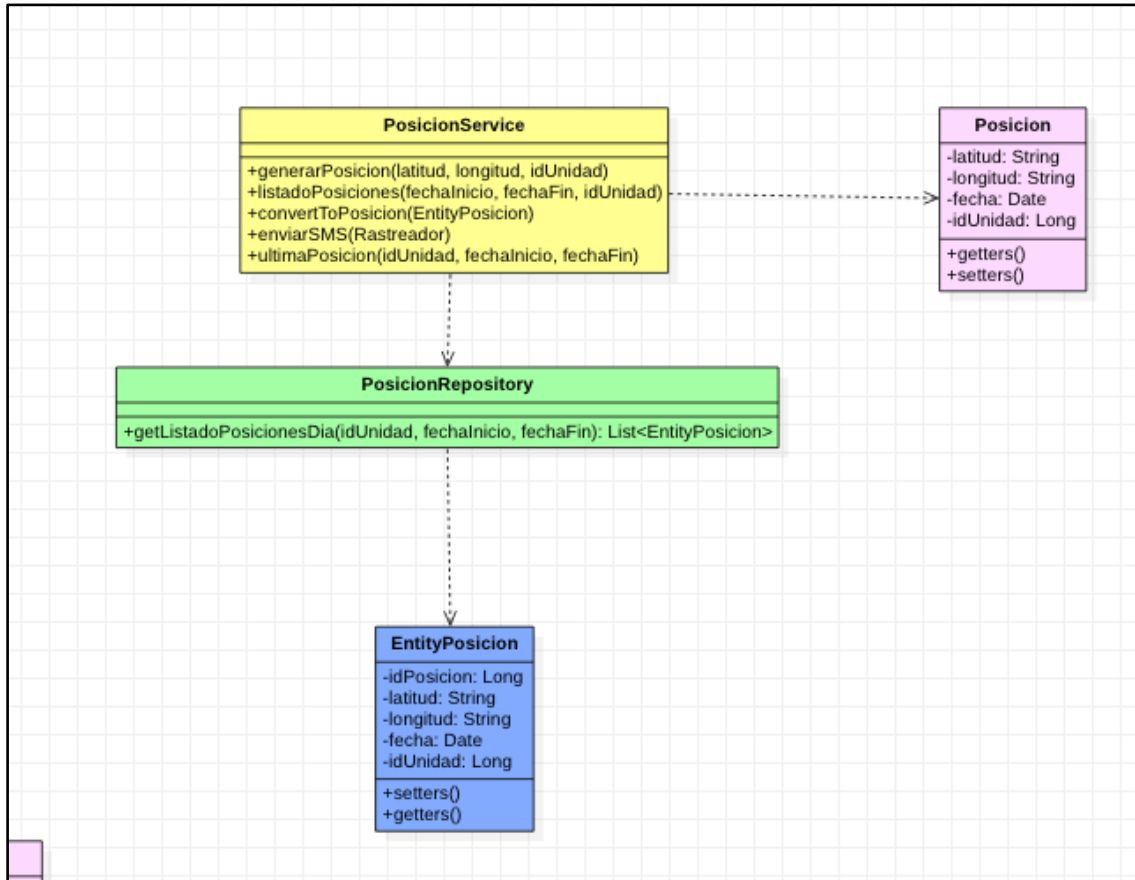 PosicionService
+generarPosicion(latitud, longitud, idUnidad)
+listadoPosiciones(fechaInicio, fechaFin, idUnidad)
+convertToPosicion(EntityPosicion)
+enviarSMS(Rastreador)
+ultimaPosicion(idUnidad, fechaInicio, fechaFin)
Posicion
-latitud: String
-longitud: String
-fecha: Date
-idUnidad: Long
+getters()
+setters()
PosicionRepository
+getListadoPosicionesDia(idUnidad, fechaInicio, fechaFin): List<EntityPosicion>
EntityPosicion
-idPosicion: Long
-latitud: String
-longitud: String
-fecha: Date
-idUnidad: Long
+setters()
+getters()